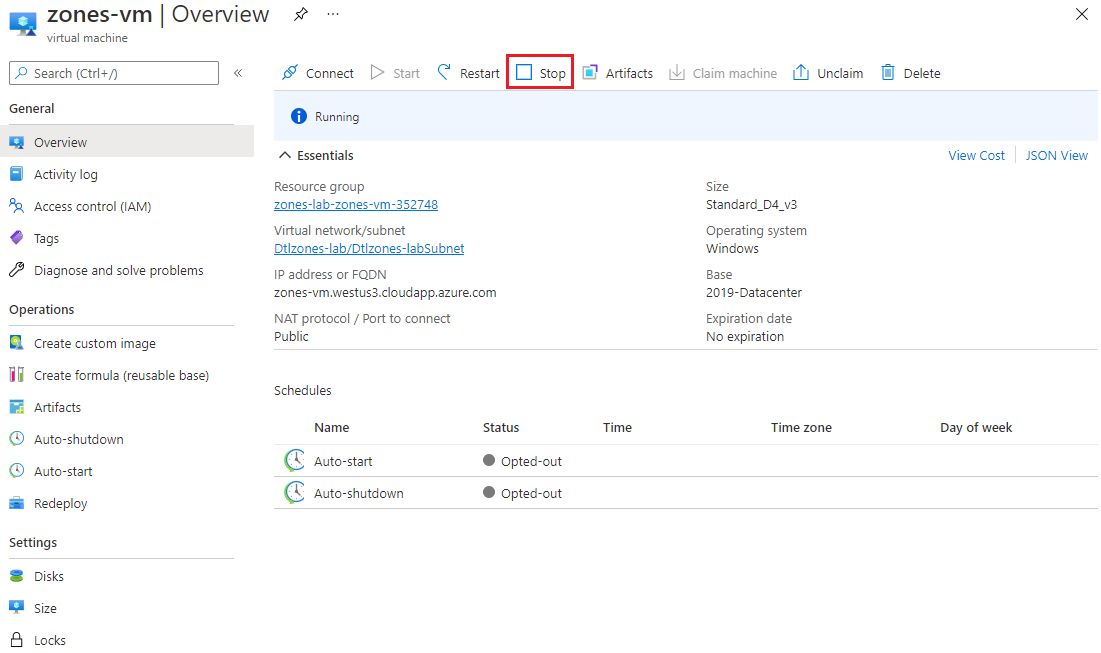 zones-vm | Overview ...
virtual machine
Search (Ctrl+/) «
General
Overview
Activity log
Access control (IAM)
Tags
Diagnose and solve problems
Operations
Create custom image
Create formula (reusable base)
Artifacts
Auto-shutdown
Auto-start
Redeploy
Settings
Disks
Size
Locks
Connect Start Restart Stop Artifacts Claim machine Unclaim Delete
Running
Essentials View Cost JSON View
Resource group
zones-lab-zones-vm-352748
Virtual network/subnet
Dtlzones-lab/Dtlzones-labSubnet
IP address or FQDN
zones-vm.westus3.cloudapp.azure.com
NAT protocol / Port to connect
Public
Size
Standard_D4_v3
Operating system
Windows
Base
2019-Datacenter
Expiration date
No expiration
Schedules
Name Status Time Time zone Day of week
Auto-start Opted-out
Auto-shutdown Opted-out